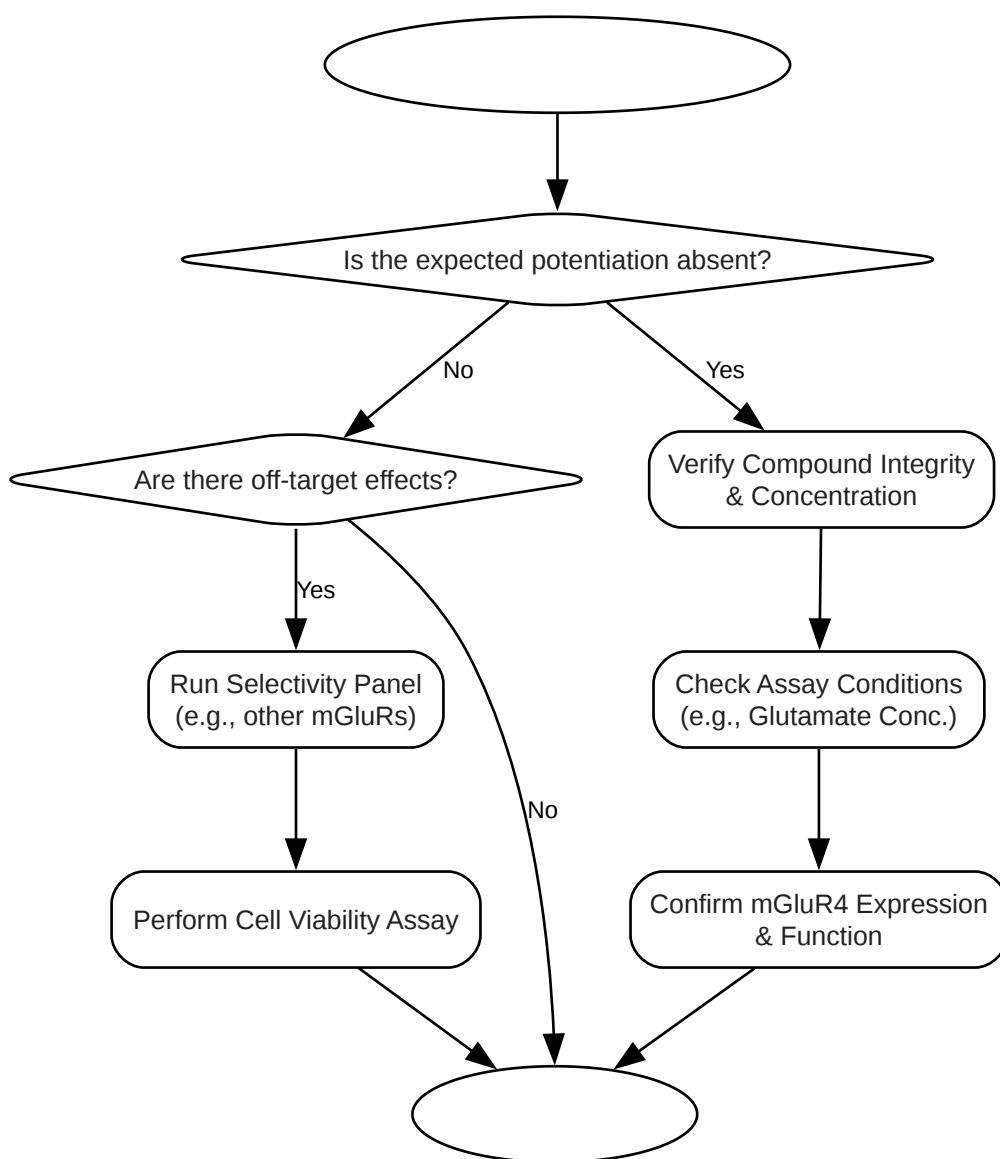 Is the expected potentiation absent?
No
Yes
Are there off-target effects?
Verify Compound Integrity
& Concentration
Yes
Run Selectivity Panel
(e.g., other mGluRs)
Check Assay Conditions
(e.g., Glutamate Conc.)
No
Perform Cell Viability Assay
Confirm mGluR4 Expression
& Function